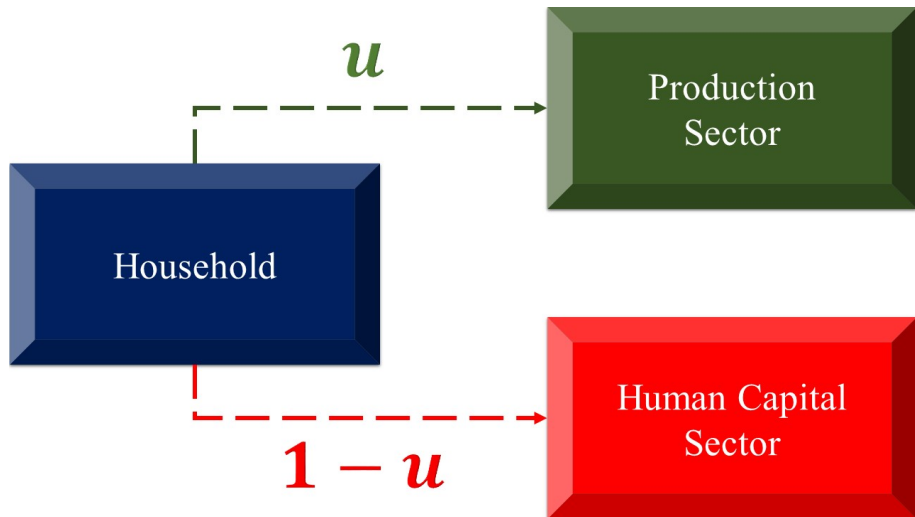 u
Production
Sector
Household
Human Capital
Sector
1 − u